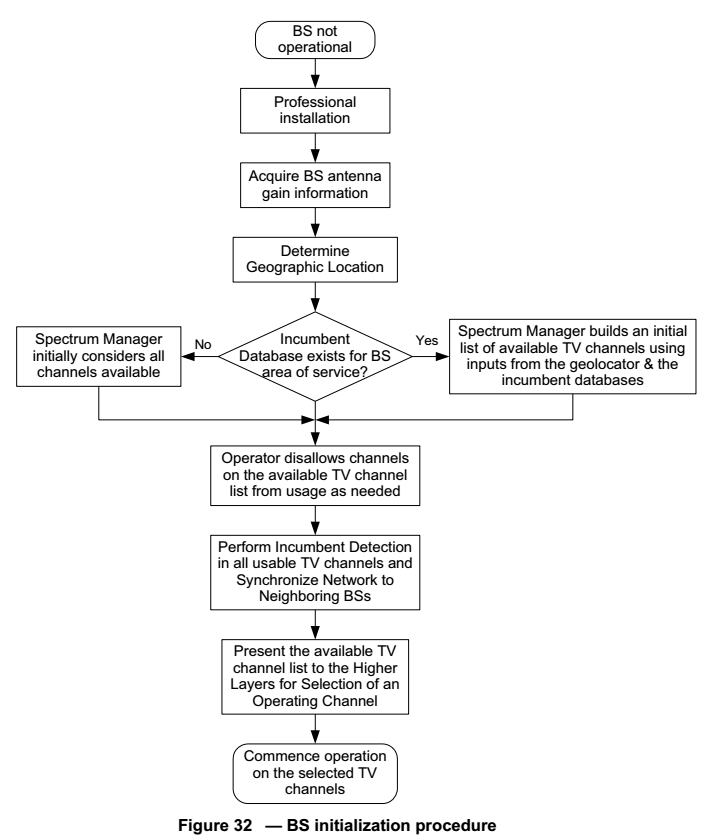 BS not
operational
Professional
installation
Acquire BS antenna
gain information
Determine
Geographic Location
Incumbent
Database exists for BS
area of service?
No
Yes
Spectrum Manager
initially considers all
channels available
Spectrum Manager builds an initial
list of available TV channels using
inputs from the geolocator & the
incumbent databases
Operator disallows channels
on the available TV channel
list from usage as needed
Perform Incumbent Detection
in all usable TV channels and
Synchronize Network to
Neighboring BSs
Present the available TV
channel list to the Higher
Layers for Selection of an
Operating Channel
Commence operation
on the selected TV
channels
Figure 32 — BS initialization procedure